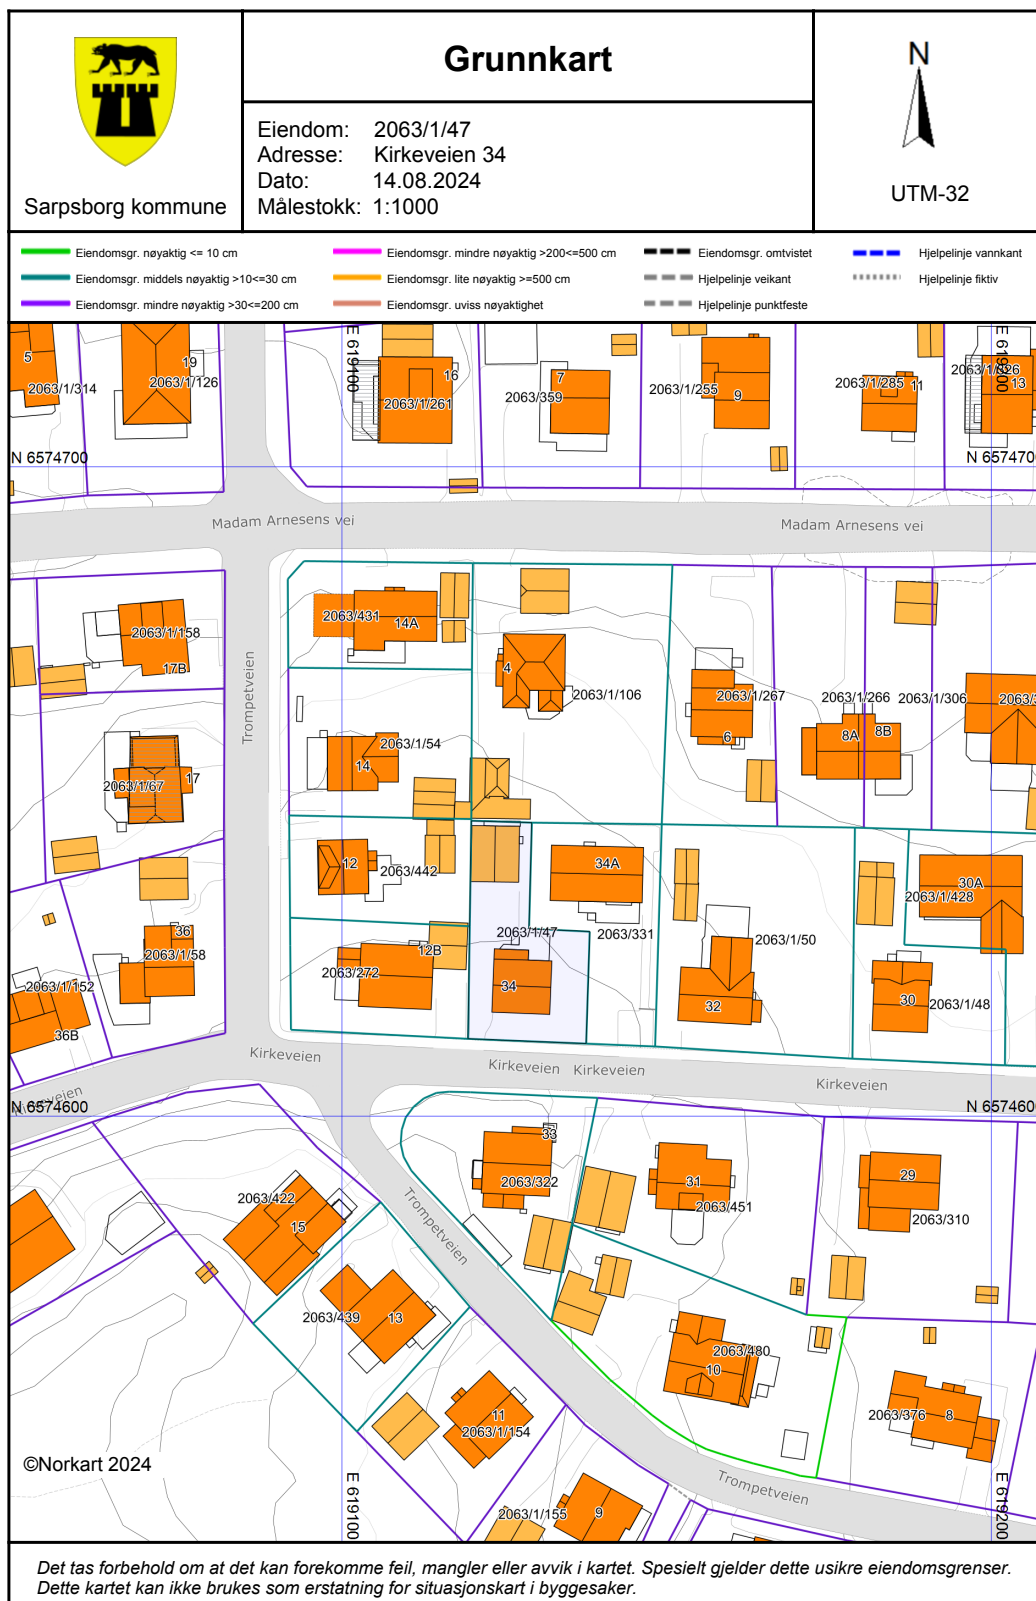 Grunnkart
Eiendom: 2063/1/47
Adresse: Kirkeveien 34
Dato: 14.08.2024
Målestokk: 1:1000
Sarpsborg kommune
N
UTM-32
Eiendomsgr. nøyaktig <= 10 cm
Eiendomsgr. middels nøyaktig >10<=30 cm
Eiendomsgr. mindre nøyaktig >30<=200 cm
Eiendomsgr. mindre nøyaktig >200<=500 cm
Eiendomsgr. lite nøyaktig >=500 cm
Eiendomsgr. uviss nøyaktighet
Eiendomsgr. omtvistet
Hjelpelinje veikant
Hjelpelinje punktfeste
Hjelpelinje vannkant
Hjelpelinje fiktiv
E 619100
E 619200
5
2063/1/314
19
2063/1/126
16
2063/1/261
7
2063/359
2063/1/255
9
2063/1/285
11
13
N 6574700
N 657470
Madam Arnesens vei
Madam Arnesens vei
2063/1/158
17B
Trompetveien
2063/431
14A
4
2063/1/106
2063/1/267
6
2063/1/266
8A
8B
2063/1/306
2063/1/54
14
2063/1/67
17
12
2063/442
34A
30A
2063/1/428
36
2063/1/58
12B
2063/272
2063/1/47
34
2063/331
2063/1/50
32
30
2063/1/48
2063/1/152
36B
Kirkeveien
Kirkeveien
Kirkeveien
Kirkeveien
Kirkeveien
N 6574600
N 657460
33
2063/322
31
2063/451
29
2063/310
2063/422
15
Trompetveien
2063/439
13
2063/480
10
11
2063/1/154
2063/376
8
©Norkart 2024
E 619100
E 619200
2063/1/155
9
Trompetveien
Det tas forbehold om at det kan forekomme feil, mangler eller avvik i kartet. Spesielt gjelder dette usikre eiendomsgrenser.
Dette kartet kan ikke brukes som erstatning for situasjonskart i byggesaker.